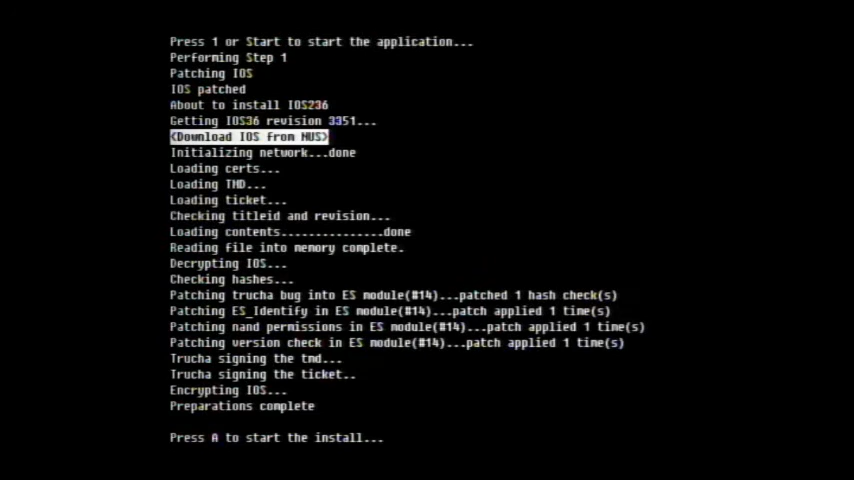 Press 1 or Start to start the application...
Performing Step 1
Patching IOS
IOS patched
About to install IOS236
Getting IOS36 revision 3351...
<Download IOS from NUS>
Initializing network...done
Loading certs...
Loading TMD...
Loading ticket...
Checking titleid and revision...
Loading contents...............done
Reading file into memory complete.
Decrypting IOS...
Checking hashes...
Patching trucha bug into ES module(#14)...patched 1 hash check(s)
Patching ES_Identify in ES module(#14)...patch applied 1 time(s)
Patching nand permissions in ES module(#14)...patch applied 1 time(s)
Patching version check in ES module(#14)...patch applied 1 time(s)
Trucha signing the tmd...
Trucha signing the ticket..
Encrypting IOS...
Preparations complete
Press A to start the install...